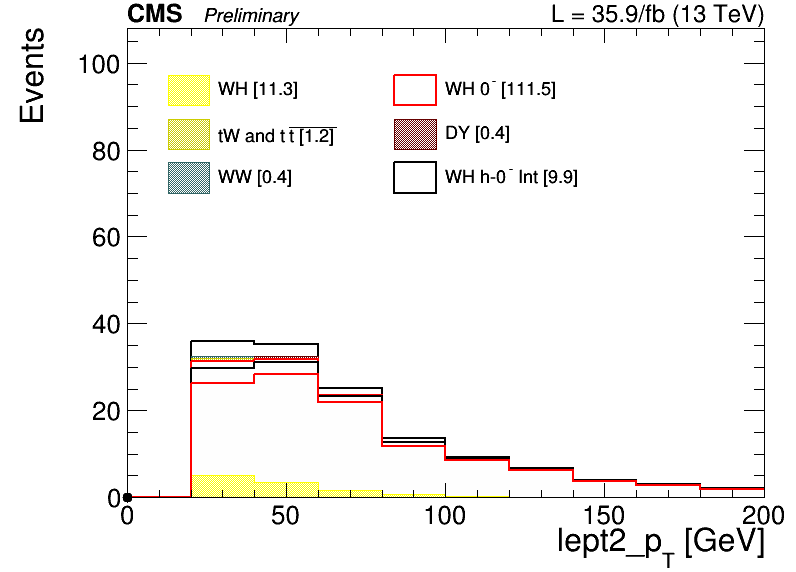 CMS Preliminary L = 35.9/fb (13 TeV)
Events
100
80
60
40
20
0
WH [11.3] WH 0⁻ [111.5]
tW and t t̅ [1.2] DY [0.4]
WW [0.4] WH h-0⁻ Int [9.9]
0 50 100 150 200
lept2_p_T [GeV]